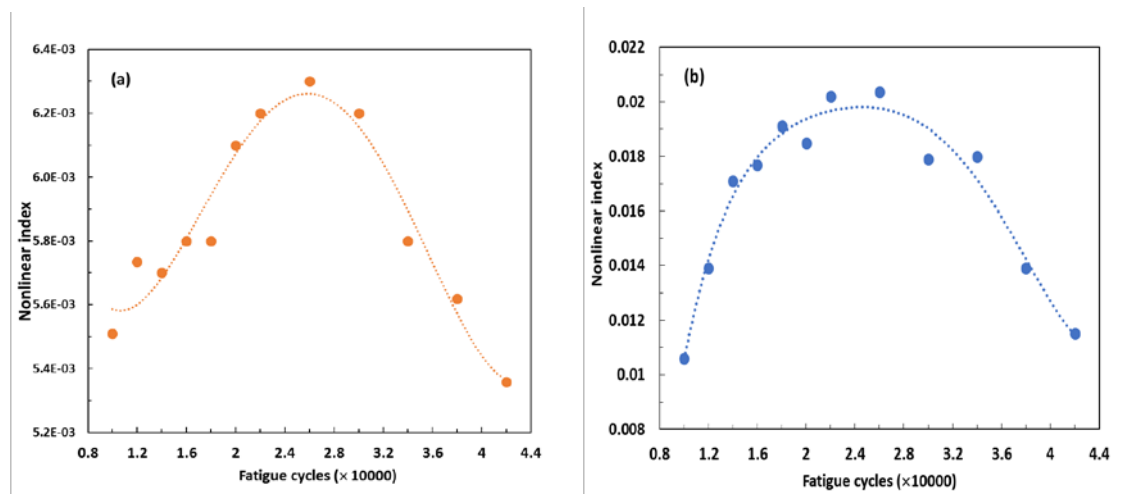 (a)
6.4E-03
6.2E-03
6.0E-03
5.8E-03
5.6E-03
5.4E-03
5.2E-03
Nonlinear index
0.8 1.2 1.6 2 2.4 2.8 3.2 3.6 4 4.4
Fatigue cycles (× 10000)
(b)
0.022
0.02
0.018
0.016
0.014
0.012
0.01
0.008
Nonlinear index
0.8 1.2 1.6 2 2.4 2.8 3.2 3.6 4 4.4
Fatigue cycles (×10000)